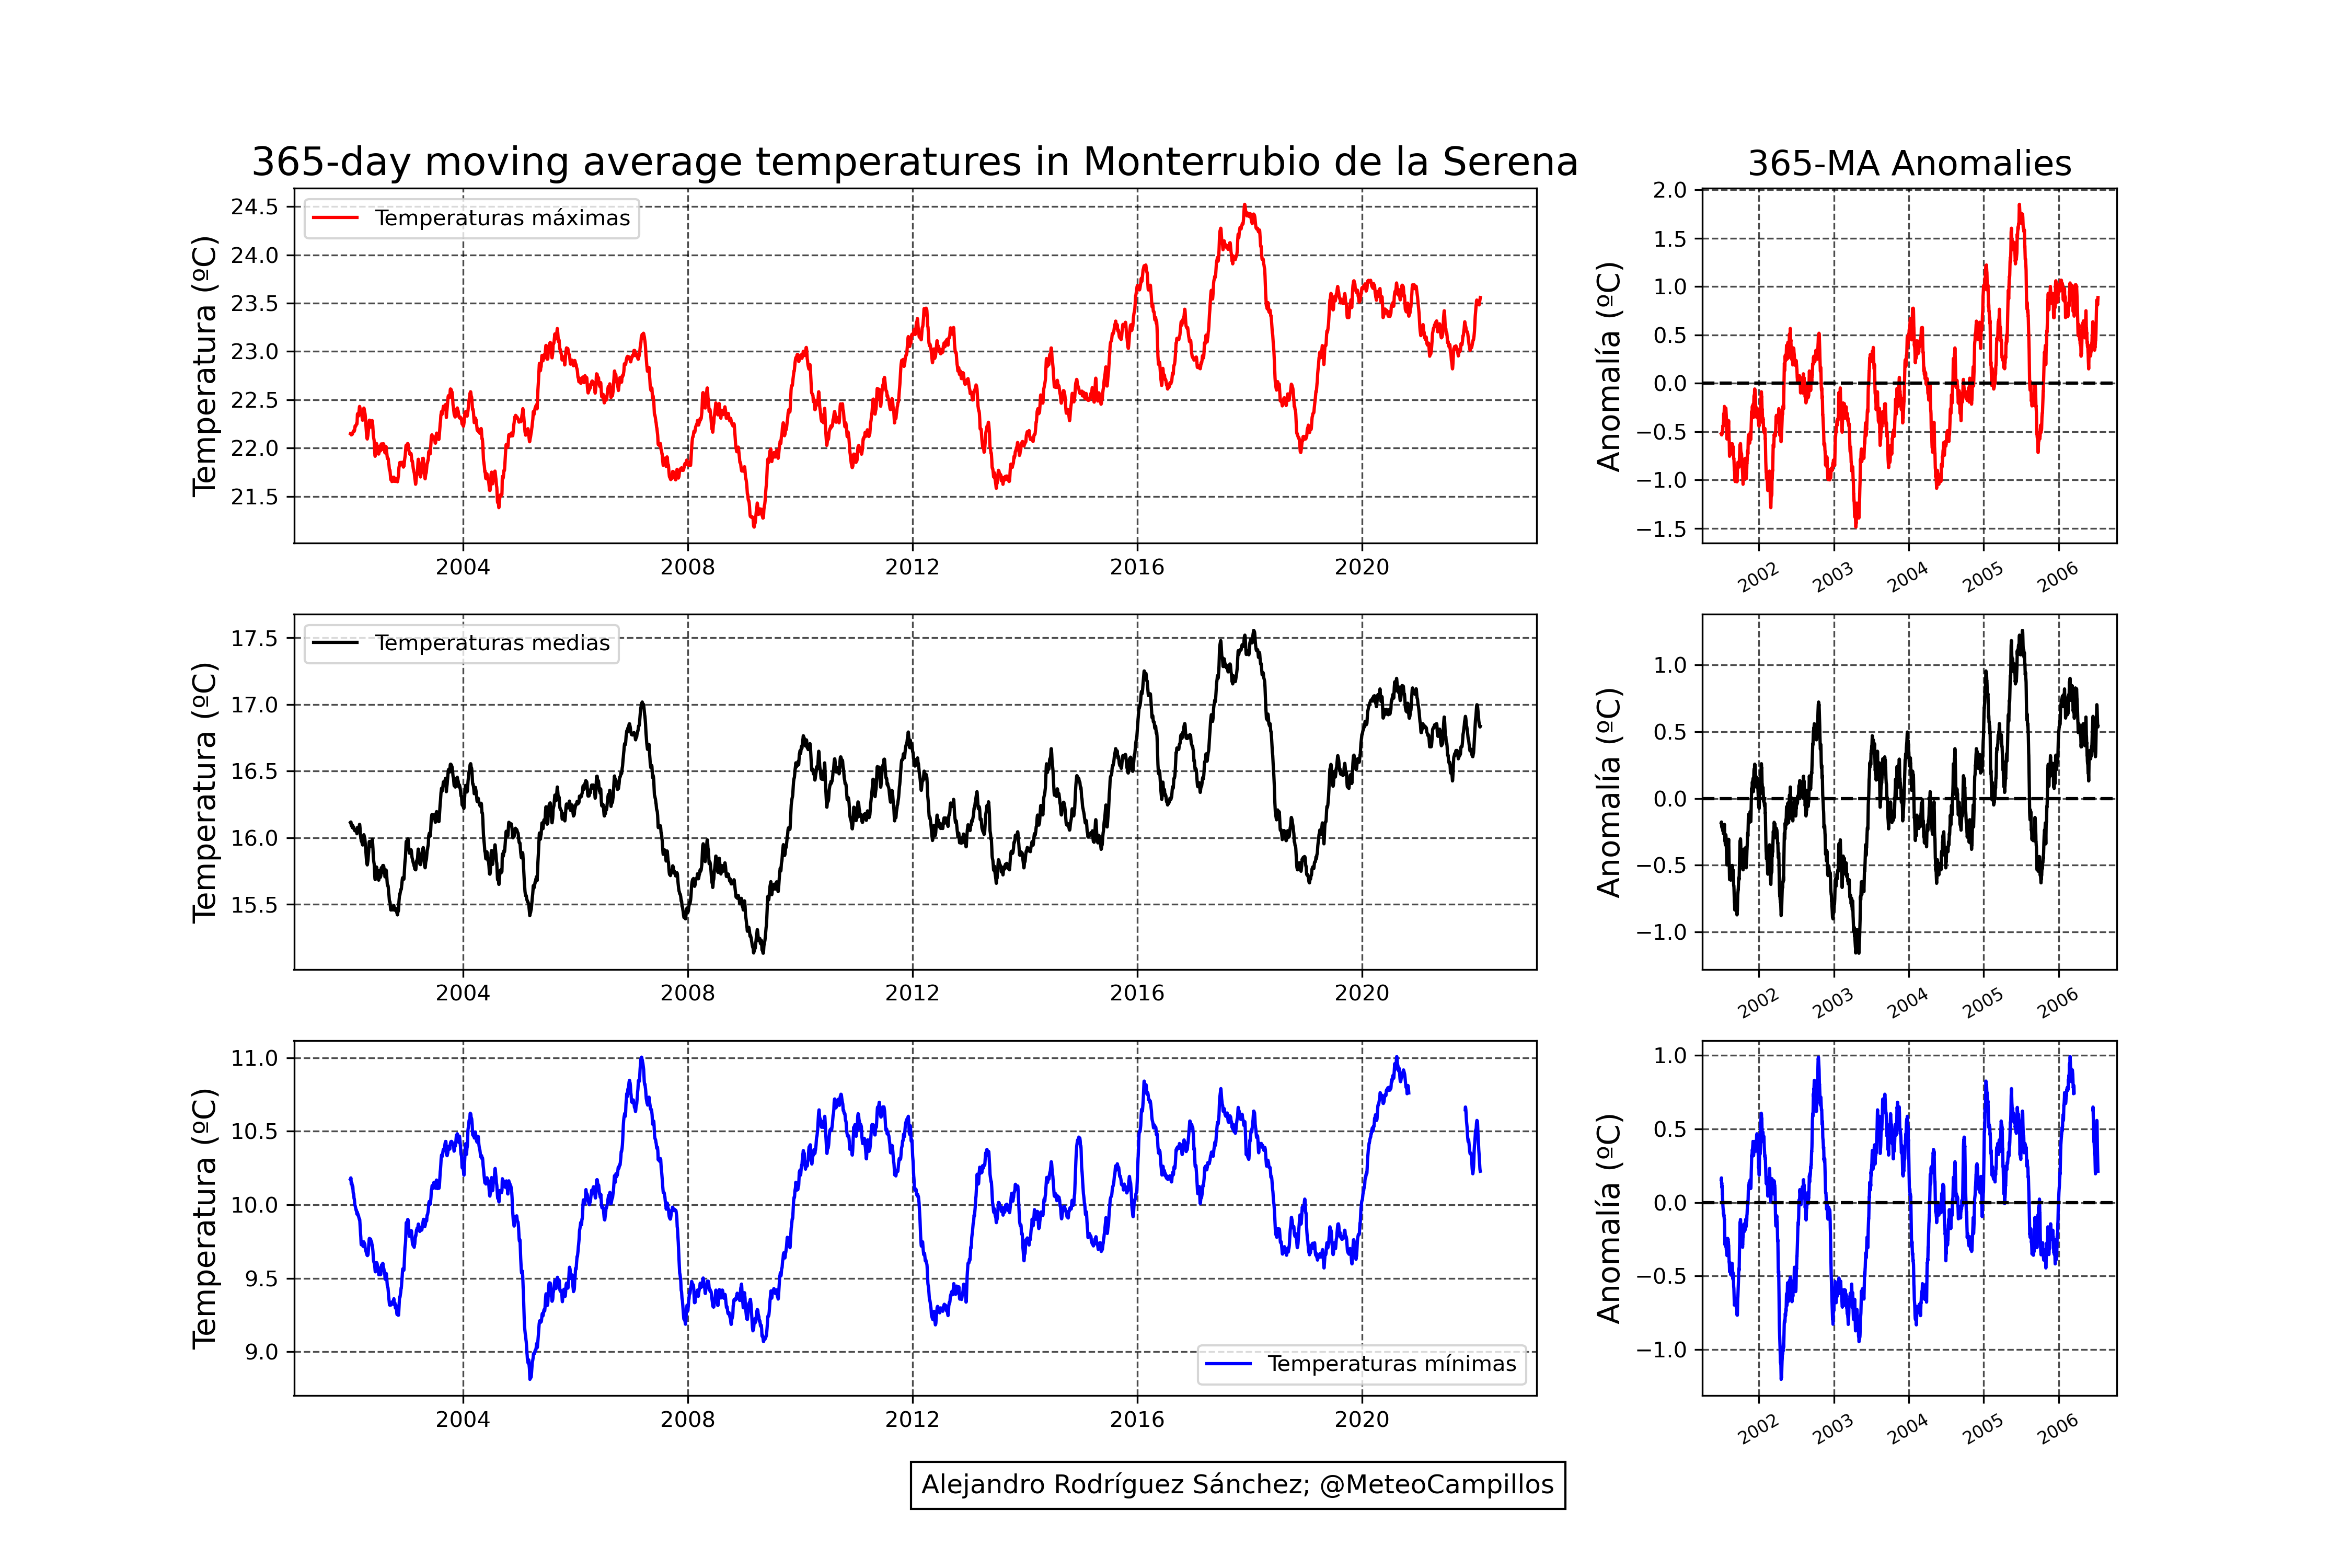 365-day moving average temperatures in Monterrubio de la Serena
Temperatura (ºC)
24.5
24.0
23.5
23.0
22.5
22.0
21.5
Temperaturas máximas
2004 2008 2012 2016 2020
365-MA Anomalies
Anomalía (ºC)
2.0
1.5
1.0
0.5
0.0
−0.5
−1.0
−1.5
2002 2003 2004 2005 2006
Temperatura (ºC)
17.5
17.0
16.5
16.0
15.5
Temperaturas medias
2004 2008 2012 2016 2020
Anomalía (ºC)
1.0
0.5
0.0
−0.5
−1.0
2002 2003 2004 2005 2006
Temperatura (ºC)
11.0
10.5
10.0
9.5
9.0
Temperaturas mínimas
2004 2008 2012 2016 2020
Anomalía (ºC)
1.0
0.5
0.0
−0.5
−1.0
2002 2003 2004 2005 2006
Alejandro Rodríguez Sánchez; @MeteoCampillos